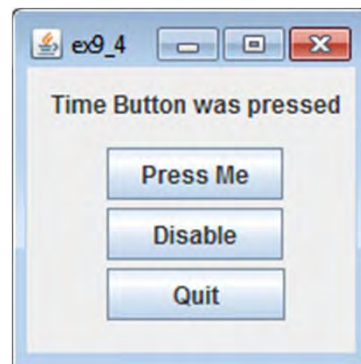 ex9_4
Time Button was pressed
Press Me
Disable
Quit